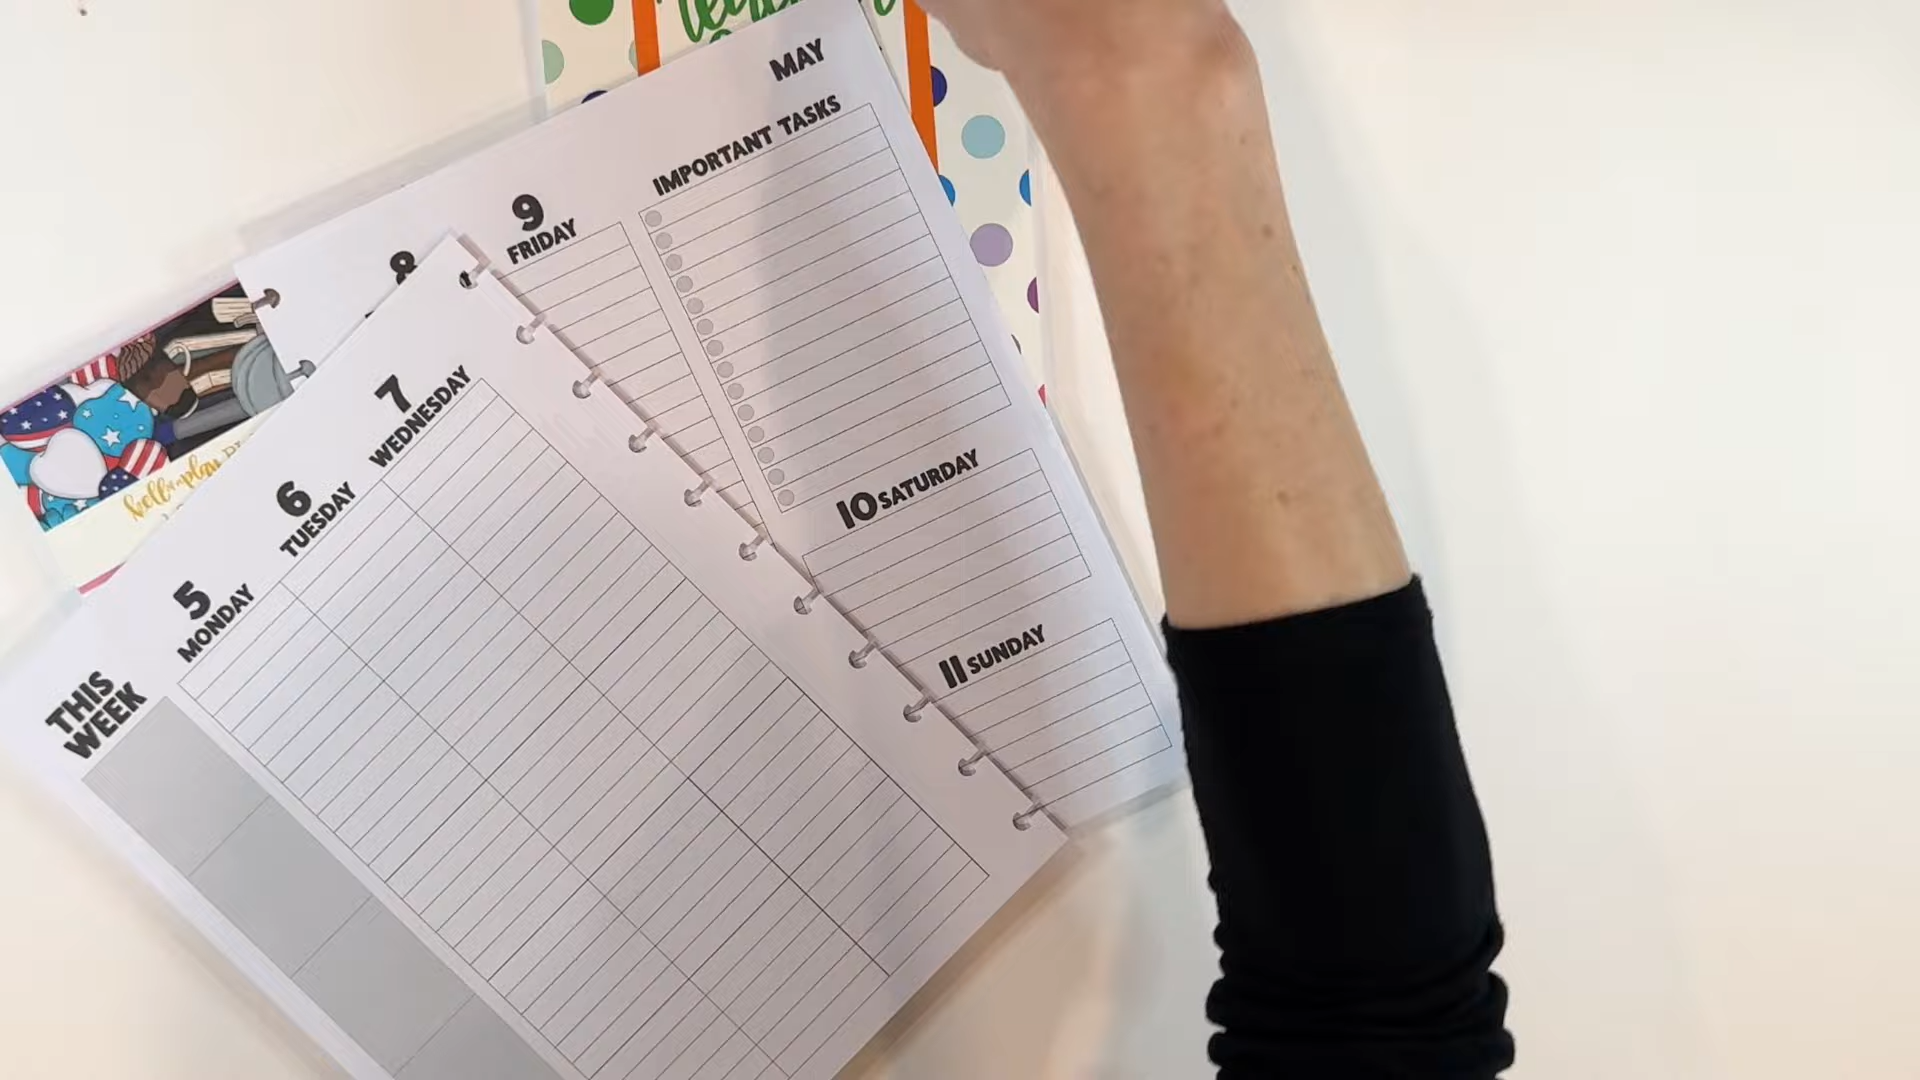 MAY
IMPORTANT TASKS
9
FRIDAY
8
7
WEDNESDAY
6
TUESDAY
5
MONDAY
THIS
WEEK
10 SATURDAY
11 SUNDAY